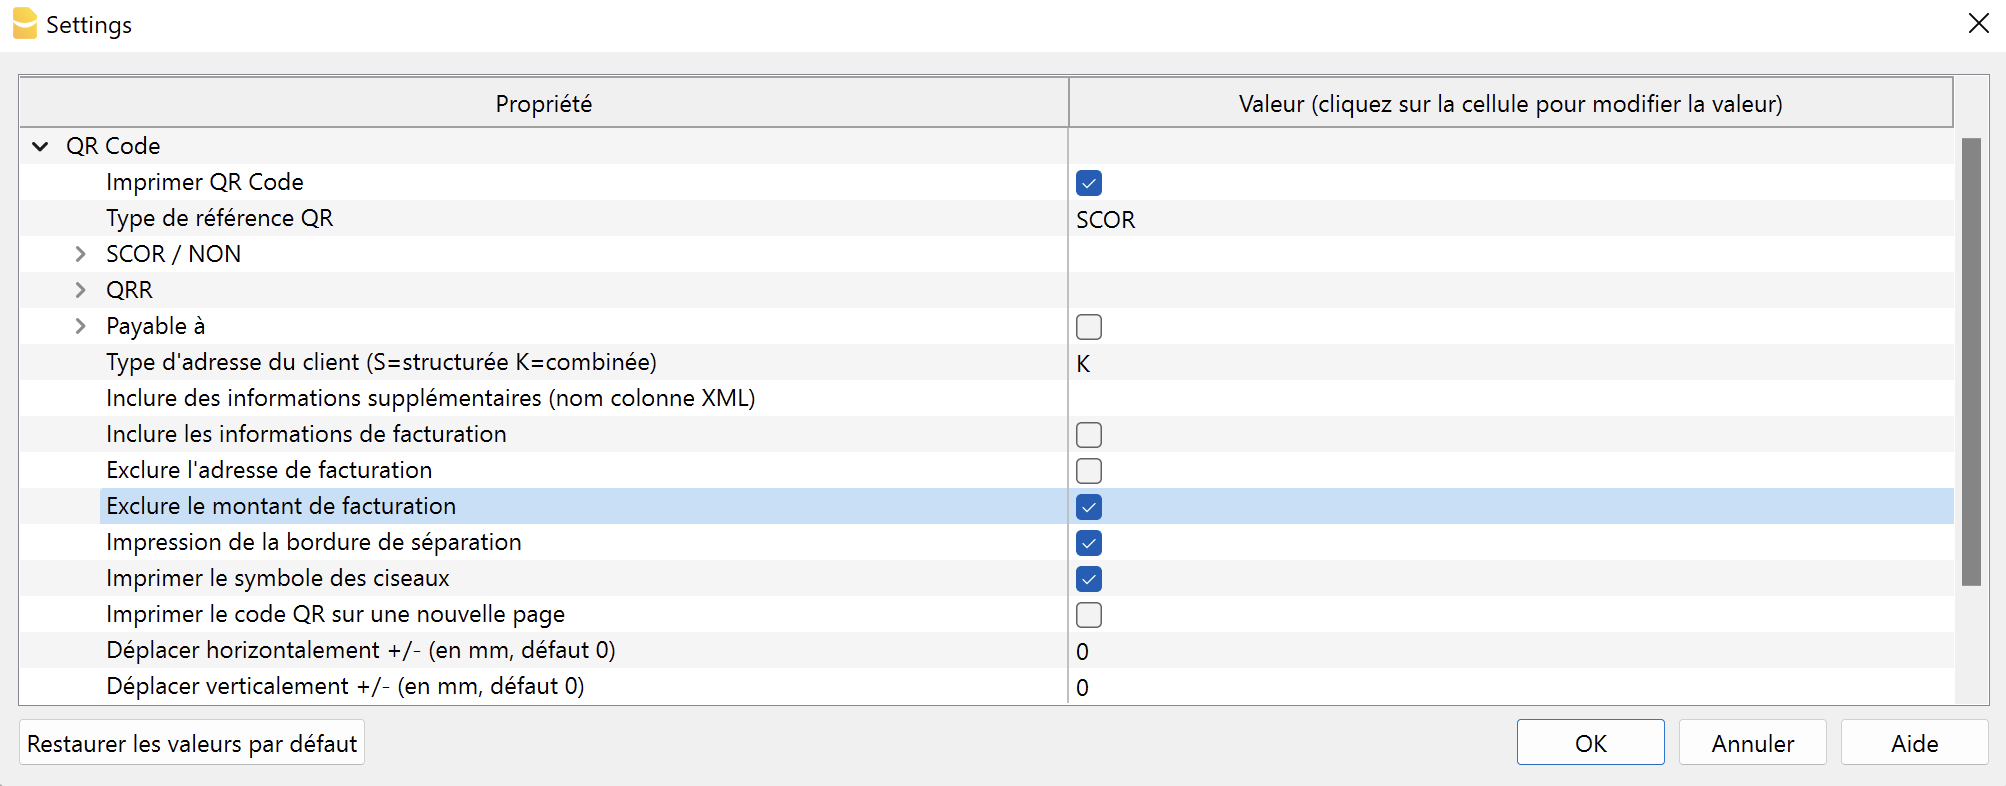 Settings
Propriété
Valeur (cliquez sur la cellule pour modifier la valeur)
QR Code
Imprimer QR Code
Type de référence QR
SCOR
SCOR / NON
QRR
Payable à
Type d'adresse du client (S=structurée K=combinée)
K
Inclure des informations supplémentaires (nom colonne XML)
Inclure les informations de facturation
Exclure l'adresse de facturation
Exclure le montant de facturation
Impression de la bordure de séparation
Imprimer le symbole des ciseaux
Imprimer le code QR sur une nouvelle page
Déplacer horizontalement +/- (en mm, défaut 0)
0
Déplacer verticalement +/- (en mm, défaut 0)
0
Restaurer les valeurs par défaut
OK
Annuler
Aide